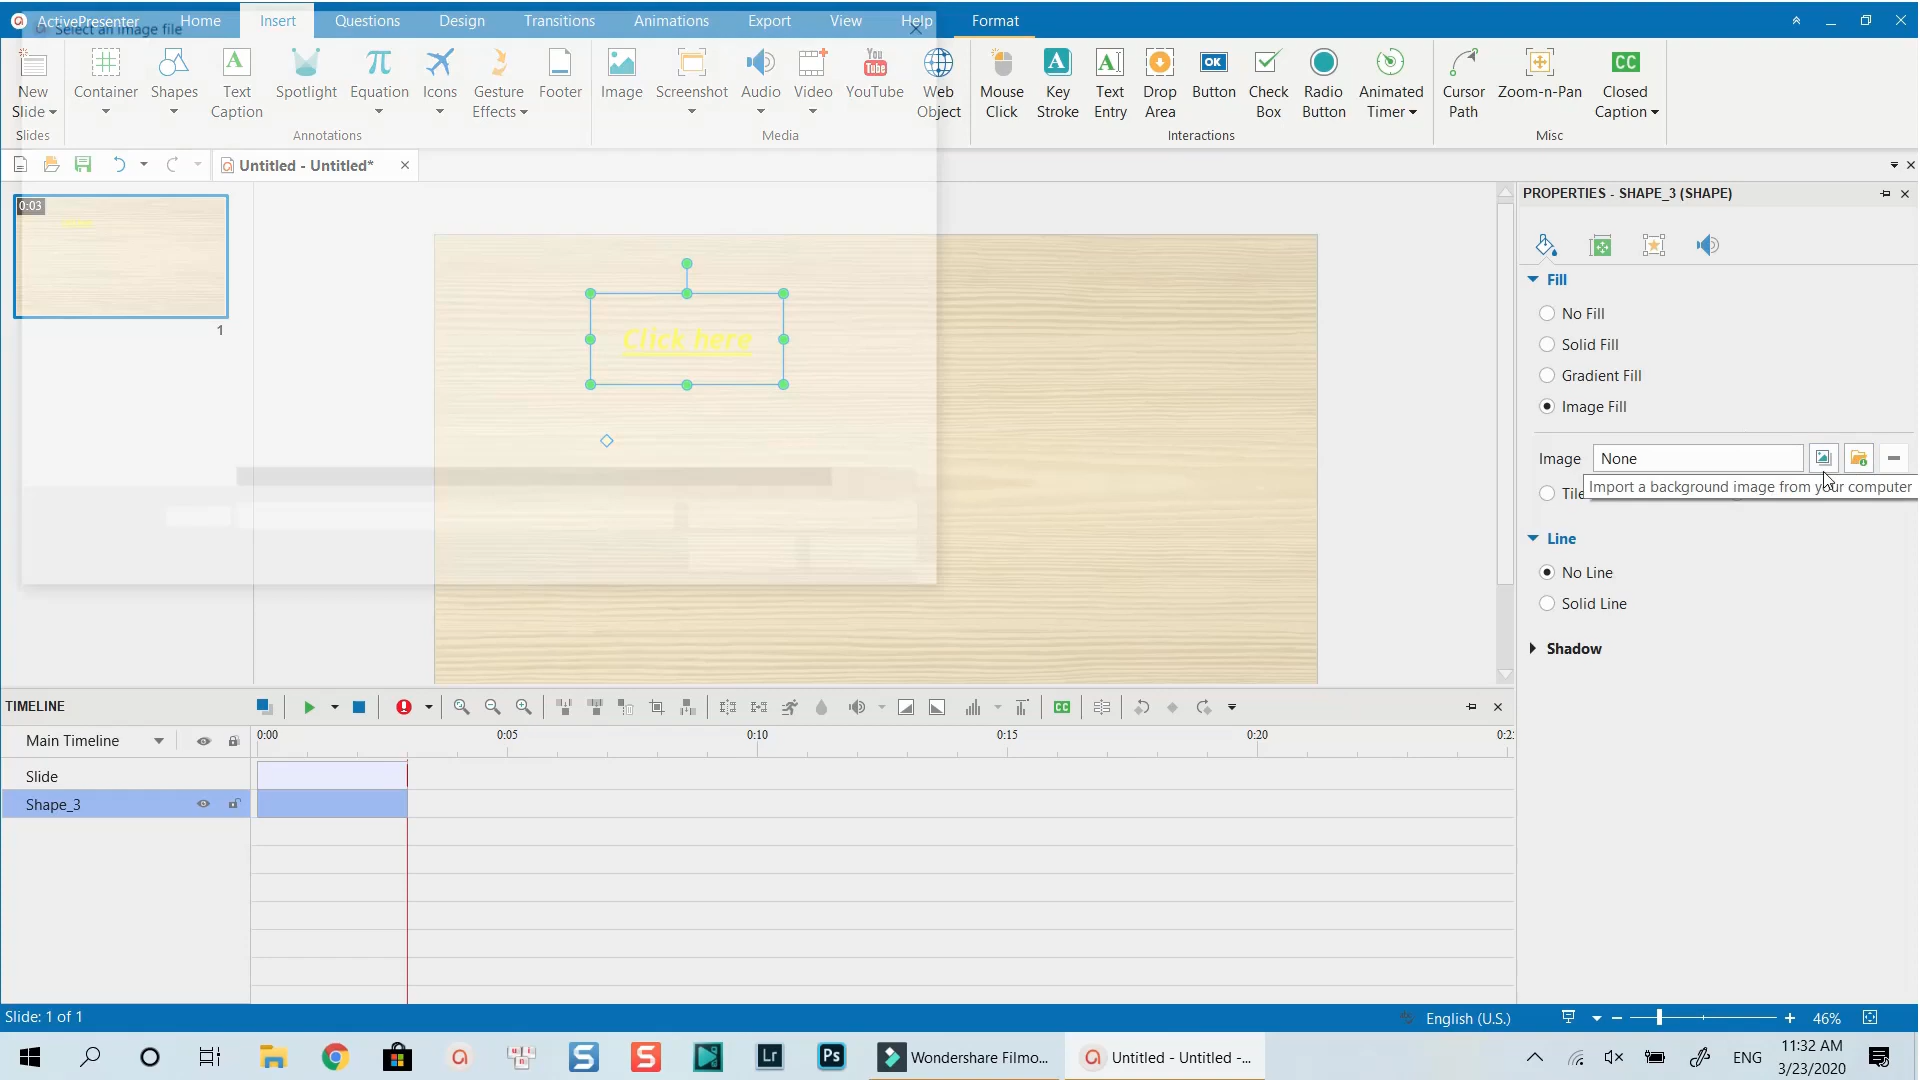 ActivePresenter Home Insert Questions Design Transitions Animations Export View Help Format
Select an image file
New Slide
Container
Shapes
Text Caption
Spotlight
Equation
Icons
Gesture Effects
Footer
Image
Screenshot
Audio
Video
YouTube
Web Object
Mouse Click
Key Stroke
Text Entry
Drop Area
Button
Check Box
Radio Button
Animated Timer
Cursor Path
Zoom-n-Pan
Closed Caption
Slides Annotations Media Interactions Misc
Untitled - Untitled*
PROPERTIES - SHAPE_3 (SHAPE)
0:03
1
Click here
Fill
No Fill
Solid Fill
Gradient Fill
Image Fill
Image None
Tile
Import a background image from your computer
Line
No Line
Solid Line
Shadow
TIMELINE
CC
Main Timeline
0:00 0:05 0:10 0:15 0:20 0:2
Slide
Shape_3
Slide: 1 of 1
English (U.S.)
46%
Wondershare Filmo...
Untitled - Untitled -...
ENG
11:32 AM
3/23/2020